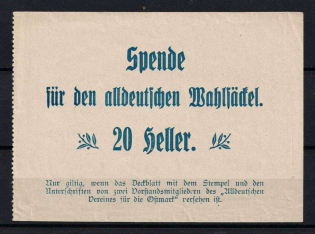 Spende
für den alldeutschen Wahlsäckel.
20 Heller.
Nur giltig, wenn das Deckblatt mit dem Stempel und den
Unterschriften von zwei Vorstandsmitgliedern des "Alldeutschen
Vereines für die Ostmark" versehen ist.